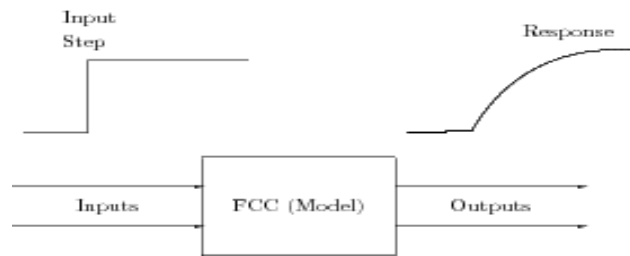 Input
Step
Response
Inputs
FCC (Model)
Outputs